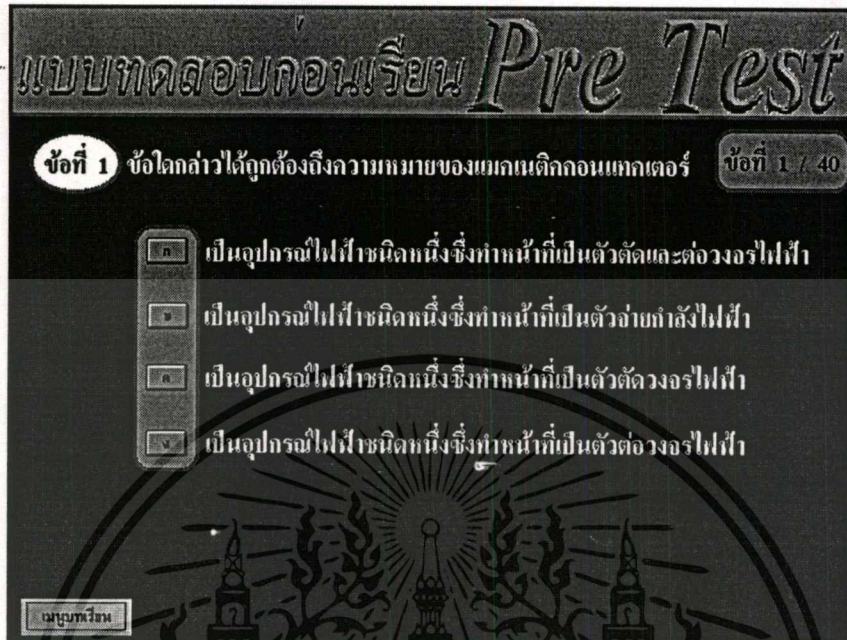 แบบทดสอบก่อนเรียน Pre Test
ข้อที่ 1 ข้อใดกล่าวได้ถูกต้องถึงความหมายของแมกเนติกคอนแทกเตอร์ ข้อที่ 1 / 40
ก เป็นอุปกรณ์ไฟฟ้าชนิดหนึ่งซึ่งทำหน้าที่เป็นตัวตัดและต่อวงจรไฟฟ้า
ข เป็นอุปกรณ์ไฟฟ้าชนิดหนึ่งซึ่งทำหน้าที่เป็นตัวจ่ายกำลังไฟฟ้า
ค เป็นอุปกรณ์ไฟฟ้าชนิดหนึ่งซึ่งทำหน้าที่เป็นตัวตัดวงจรไฟฟ้า
ง เป็นอุปกรณ์ไฟฟ้าชนิดหนึ่งซึ่งทำหน้าที่เป็นตัวต่อวงจรไฟฟ้า
เมนูบทเรียน